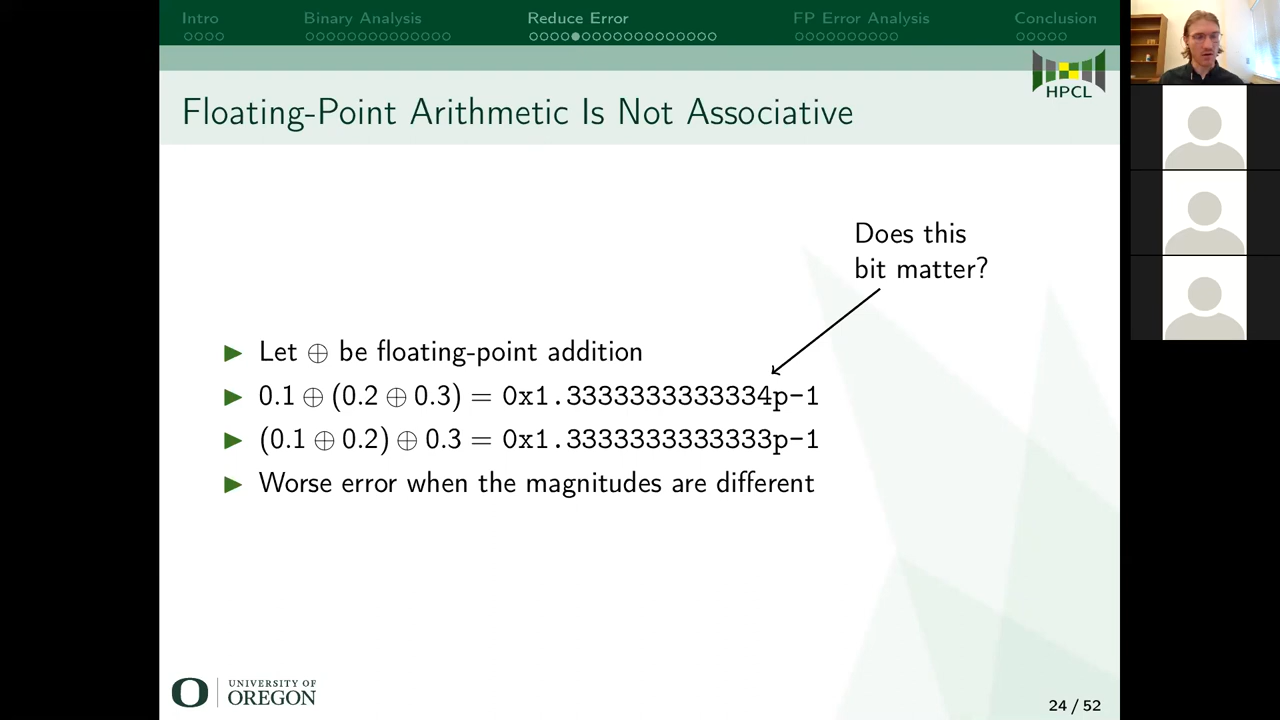 Intro Binary Analysis Reduce Error FP Error Analysis Conclusion
HPCL
Floating-Point Arithmetic Is Not Associative
Does this
bit matter?
Let ⊕ be floating-point addition
0.1 ⊕ (0.2 ⊕ 0.3) = 0x1.3333333333334p-1
(0.1 ⊕ 0.2) ⊕ 0.3 = 0x1.3333333333333p-1
Worse error when the magnitudes are different
O UNIVERSITY OF
OREGON
24 / 52